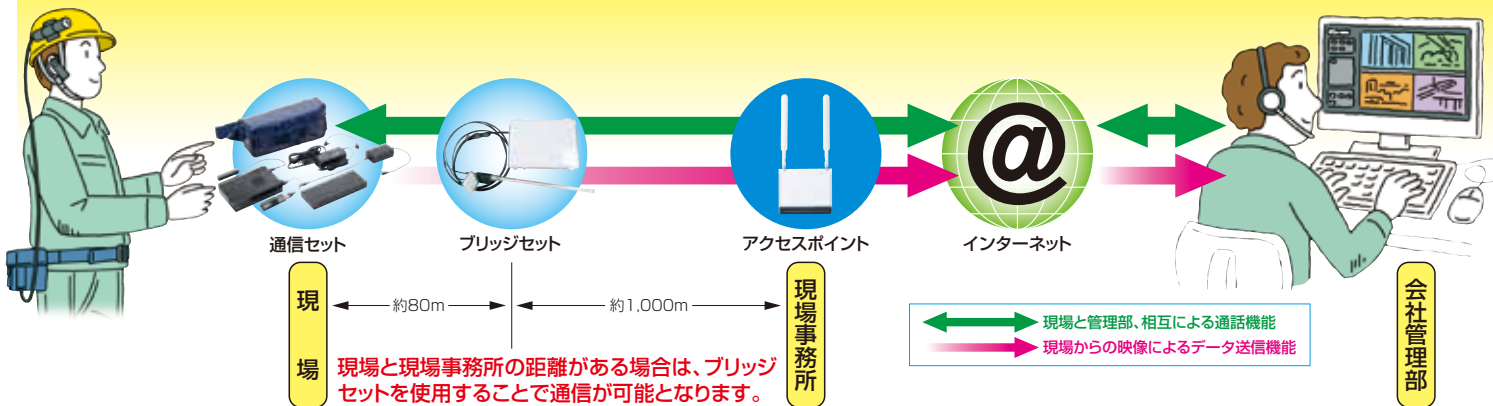 @
通信セット
ブリッジセット
アクセスポイント
インターネット
現場
約80m
約1,000m
現場事務所
会社管理部
現場と管理部、相互による通話機能
現場からの映像によるデータ送信機能
現場と現場事務所の距離がある場合は、ブリッジ
セットを使用することで通信が可能となります。